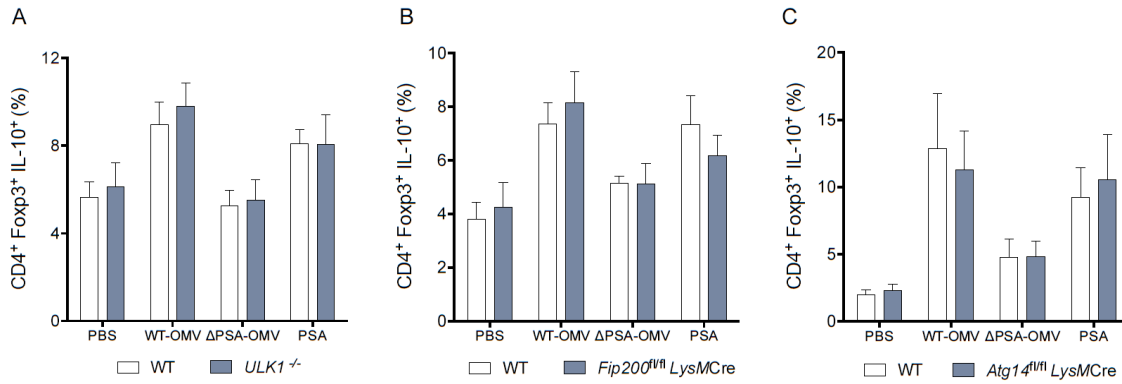 A
CD4⁺ Foxp3⁺ IL-10⁺ (%)
12
8
4
0
PBS WT-OMV ΔPSA-OMV PSA
WT ULK1 -/-
B
CD4⁺ Foxp3⁺ IL-10⁺ (%)
10
8
6
4
2
0
PBS WT-OMV ΔPSA-OMV PSA
WT Fip200fl/fl LysMCre
C
CD4⁺ Foxp3⁺ IL-10⁺ (%)
20
15
10
5
0
PBS WT-OMV ΔPSA-OMV PSA
WT Atg14fl/fl LysMCre